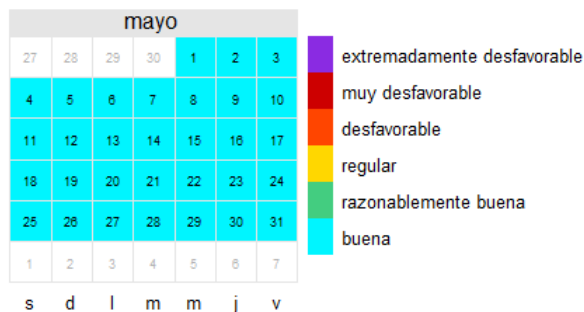 mayo
27 28 29 30 1 2 3
4 5 6 7 8 9 10
11 12 13 14 15 16 17
18 19 20 21 22 23 24
25 26 27 28 29 30 31
1 2 3 4 5 6 7
s d l m m j v
extremadamente desfavorable
muy desfavorable
desfavorable
regular
razonablemente buena
buena